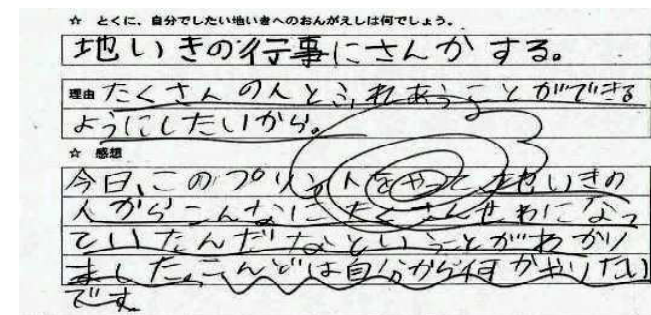 ☆ とくに、自分でしたい地いき者へのおんがえしは何でしょう。
地いきの行事にさんかする。
理由 たくさんの人とふれあうことができる
ようにしたいから。
☆ 感想
今日、このプリントをやって地いきの
人からこんなにたくさんせわになっ
ていたんだなということがわかり
ました。こんどは自分から何かやりたい
です。